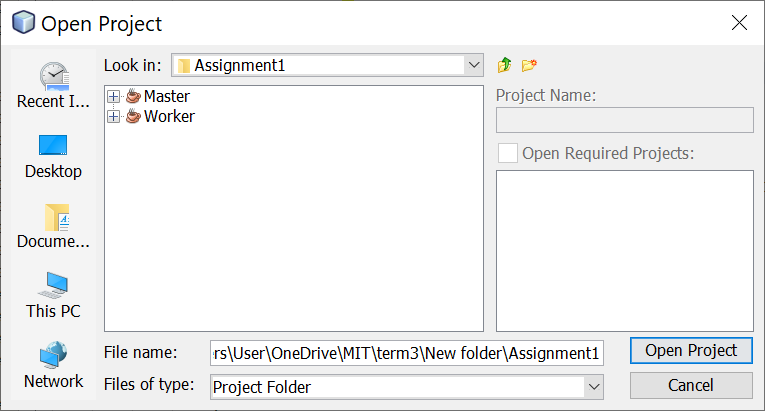 Open Project
Look in:
Assignment1
Recent I...
Desktop
Docume...
This PC
Network
Master
Worker
Project Name:
Open Required Projects:
File name:
ers\User\OneDrive\MIT\term3\New folder\Assignment1
Open Project
Files of type:
Project Folder
Cancel